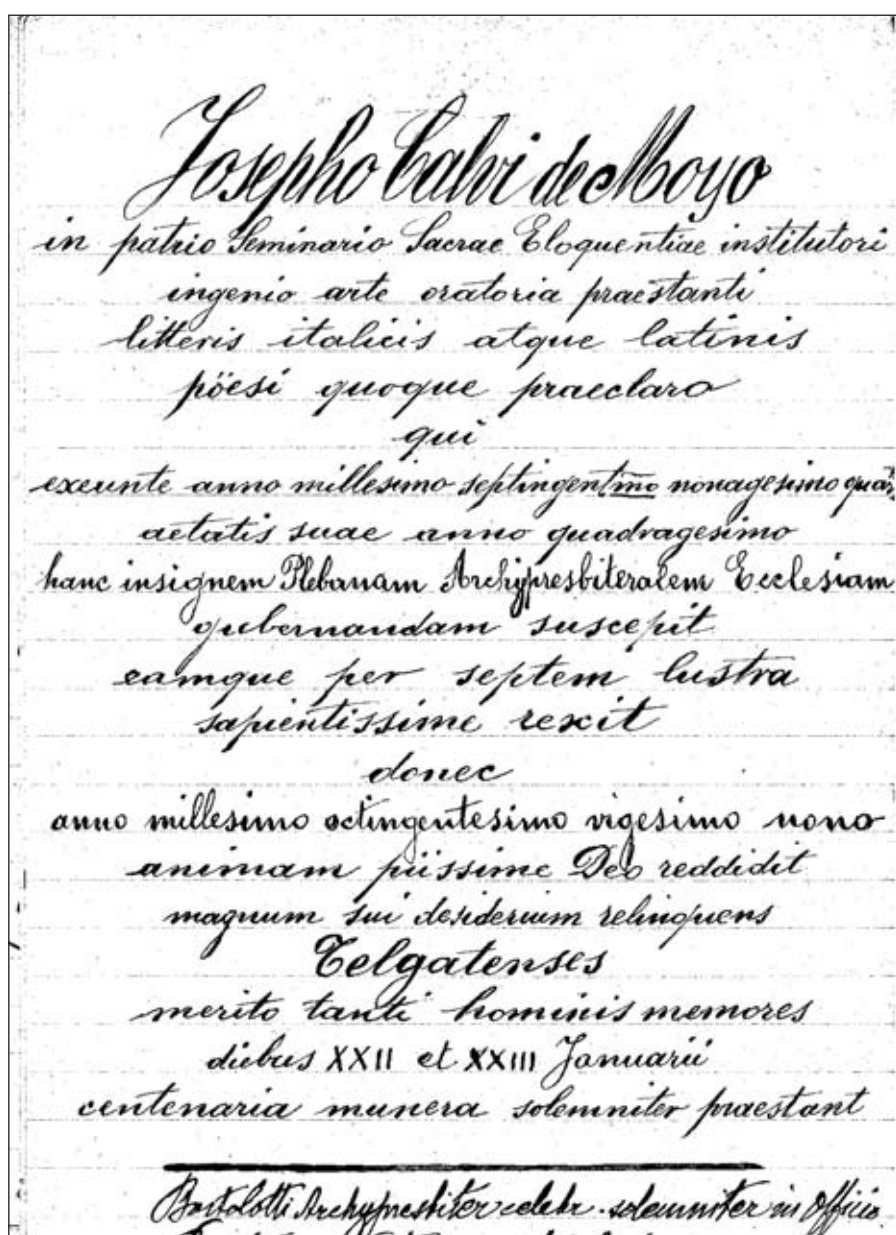 Josepho Calvi de Moyo
in patrio Seminario Sacrae Eloquentiae institutori
ingenio arte oratoria praestanti
litteris italicis atque latinis
pöesi quoque praeclaro
qui
exeunte anno millesimo septingentmo nonagesimo
aetatis suae anno quadragesimo
hanc insignem Plebanam Archypresbiteralem Ecclesiam
gubernandam suscepit
eamque per septem lustra
sapientissime rexit
donec
anno millesimo octingentesimo vigesimo nono
animam piissime Deo reddidit
magnum sui desiderium relinquens
Telgatenses
merito tanti hominis memores
diebus XXII et XXIII Januarii
centenaria munera solemniter praestant
Bortolotti Archypresbiter celebr. solemniter in Officio